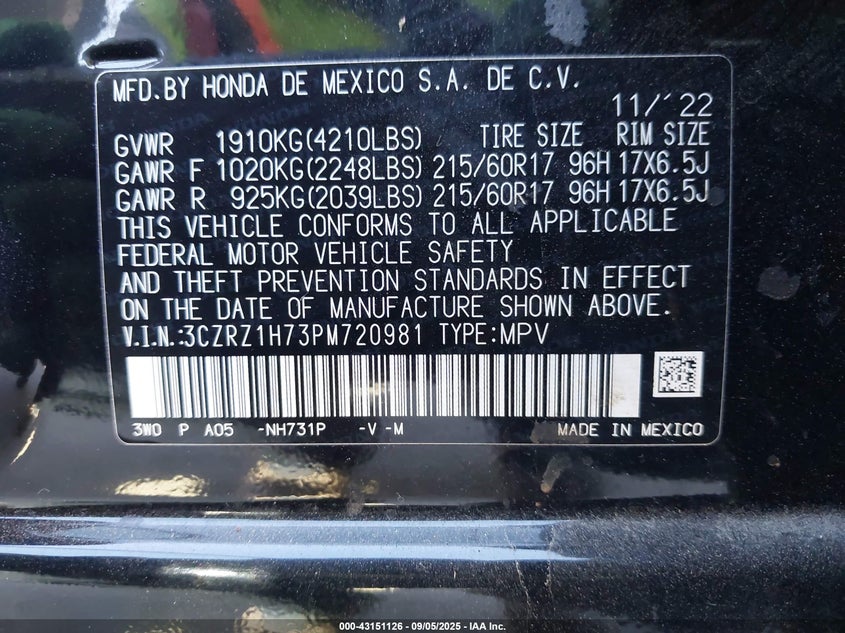 MFD. BY HONDA DE MEXICO S.A. DE C.V.
11/'22
GVWR 1910KG(4210LBS) TIRE SIZE RIM SIZE
GAWR F 1020KG(2248LBS) 215/60R17 96H 17X6.5J
GAWR R 925KG(2039LBS) 215/60R17 96H 17X6.5J
THIS VEHICLE CONFORMS TO ALL APPLICABLE
FEDERAL MOTOR VEHICLE SAFETY
AND THEFT PREVENTION STANDARDS IN EFFECT
ON THE DATE OF MANUFACTURE SHOWN ABOVE.
V.I.N.:3CZRZ1H73PM720981 TYPE:MPV
3W0 P A05 -NH731P -V -M MADE IN MEXICO
000-43151126 - 09/05/2025 - IAA Inc.